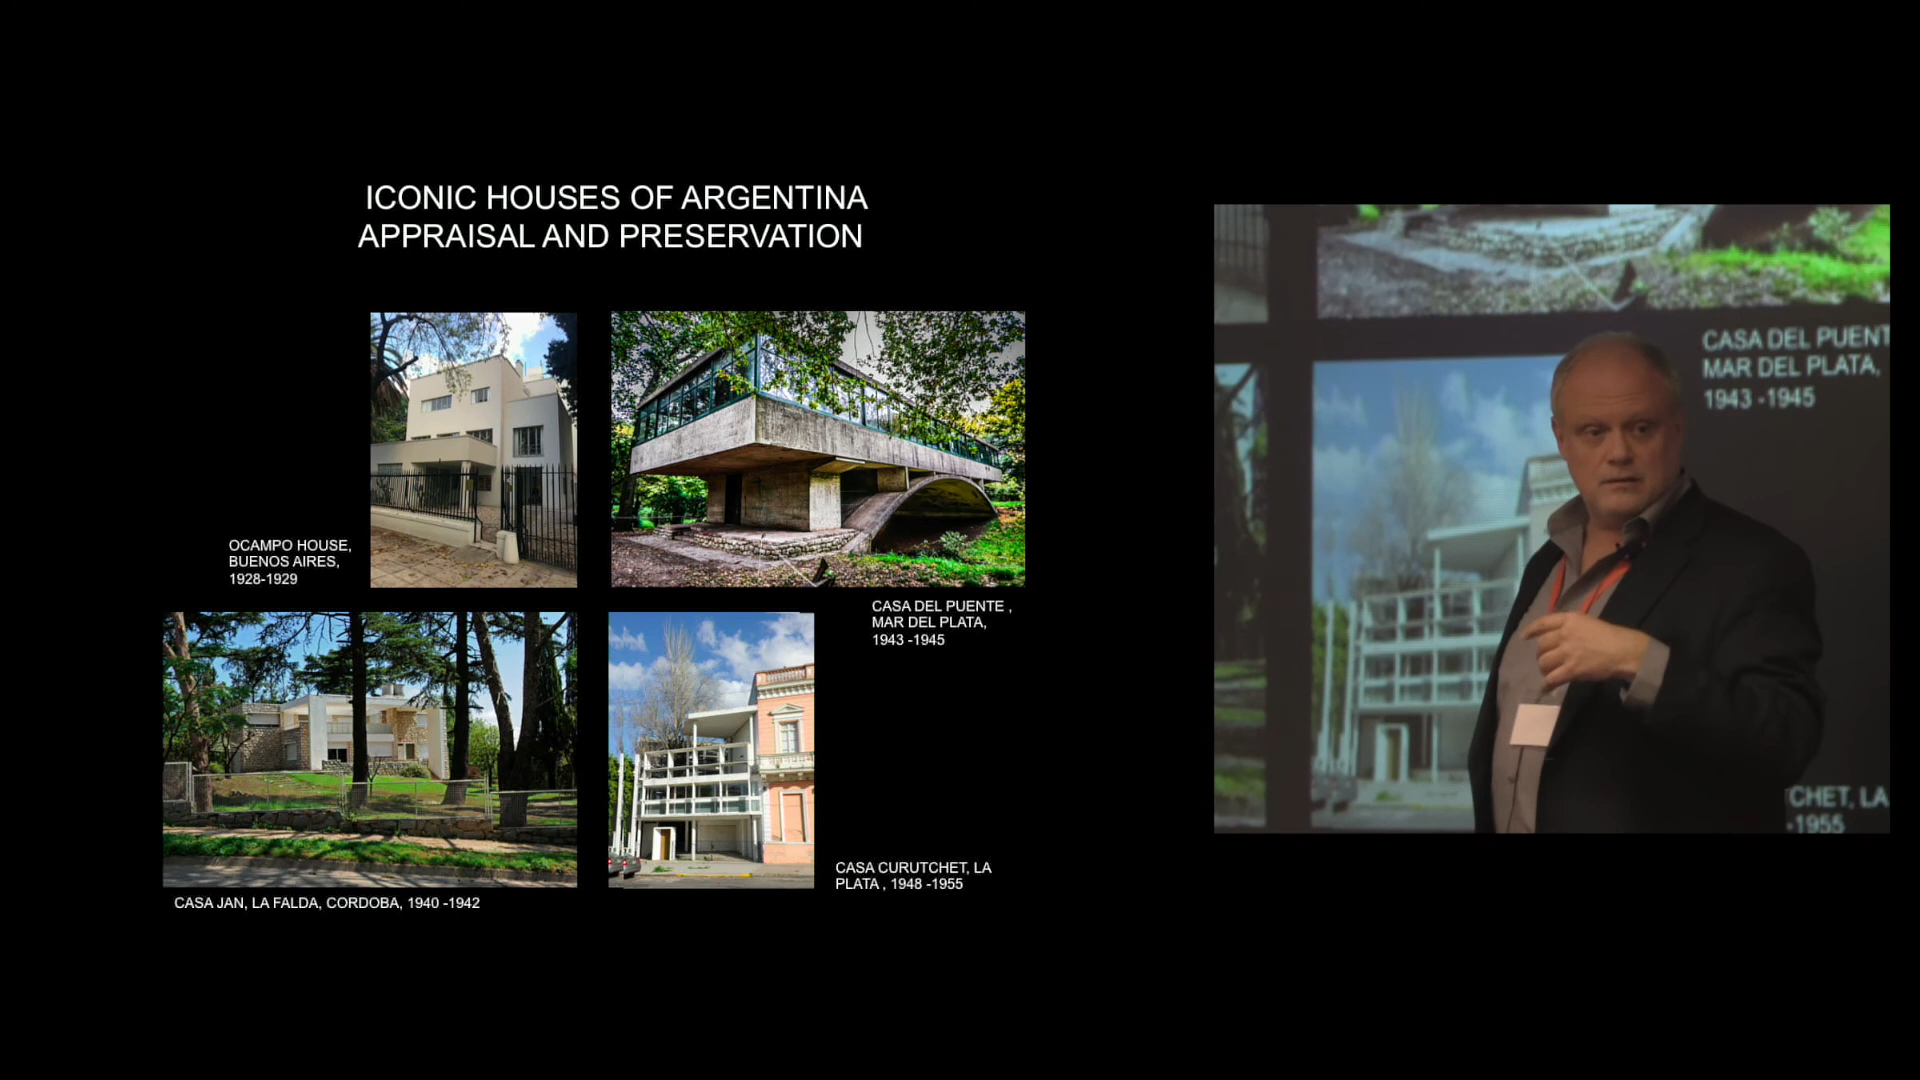 ICONIC HOUSES OF ARGENTINA
APPRAISAL AND PRESERVATION
OCAMPO HOUSE,
BUENOS AIRES,
1928-1929
CASA DEL PUENTE ,
MAR DEL PLATA,
1943 -1945
CASA JAN, LA FALDA, CORDOBA, 1940 -1942
CASA CURUTCHET, LA
PLATA , 1948 -1955
CASA DEL PUENT
MAR DEL PLATA,
1943 -1945
CHET, LA
-1955